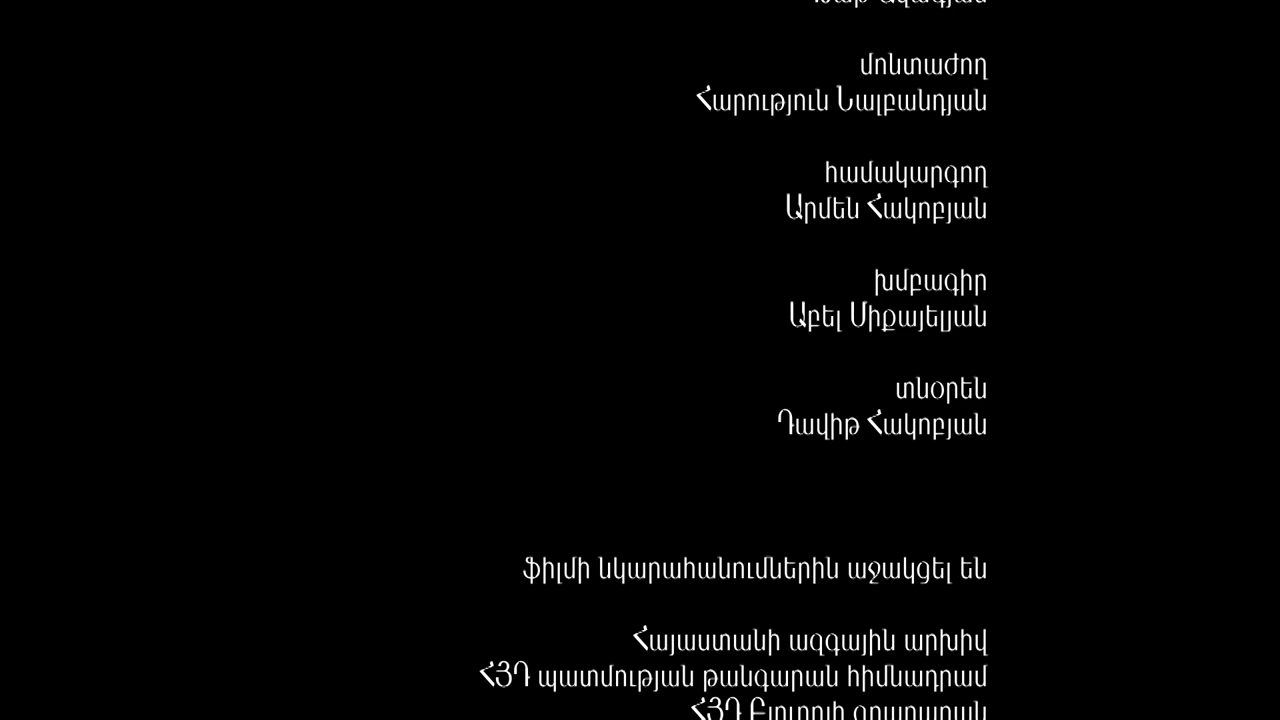 մոնտաժող
Հարություն Նալբանդյան
համակարգող
Արմեն Հակոբյան
խմբագիր
Աբել Միքայելյան
տնօրեն
Դավիթ Հակոբյան
ֆիլմի նկարահանումներին աջակցել են
Հայաստանի ազգային արխիվ
ՀՅԴ պատմության թանգարան հիմնադրամ
ՀՅԴ